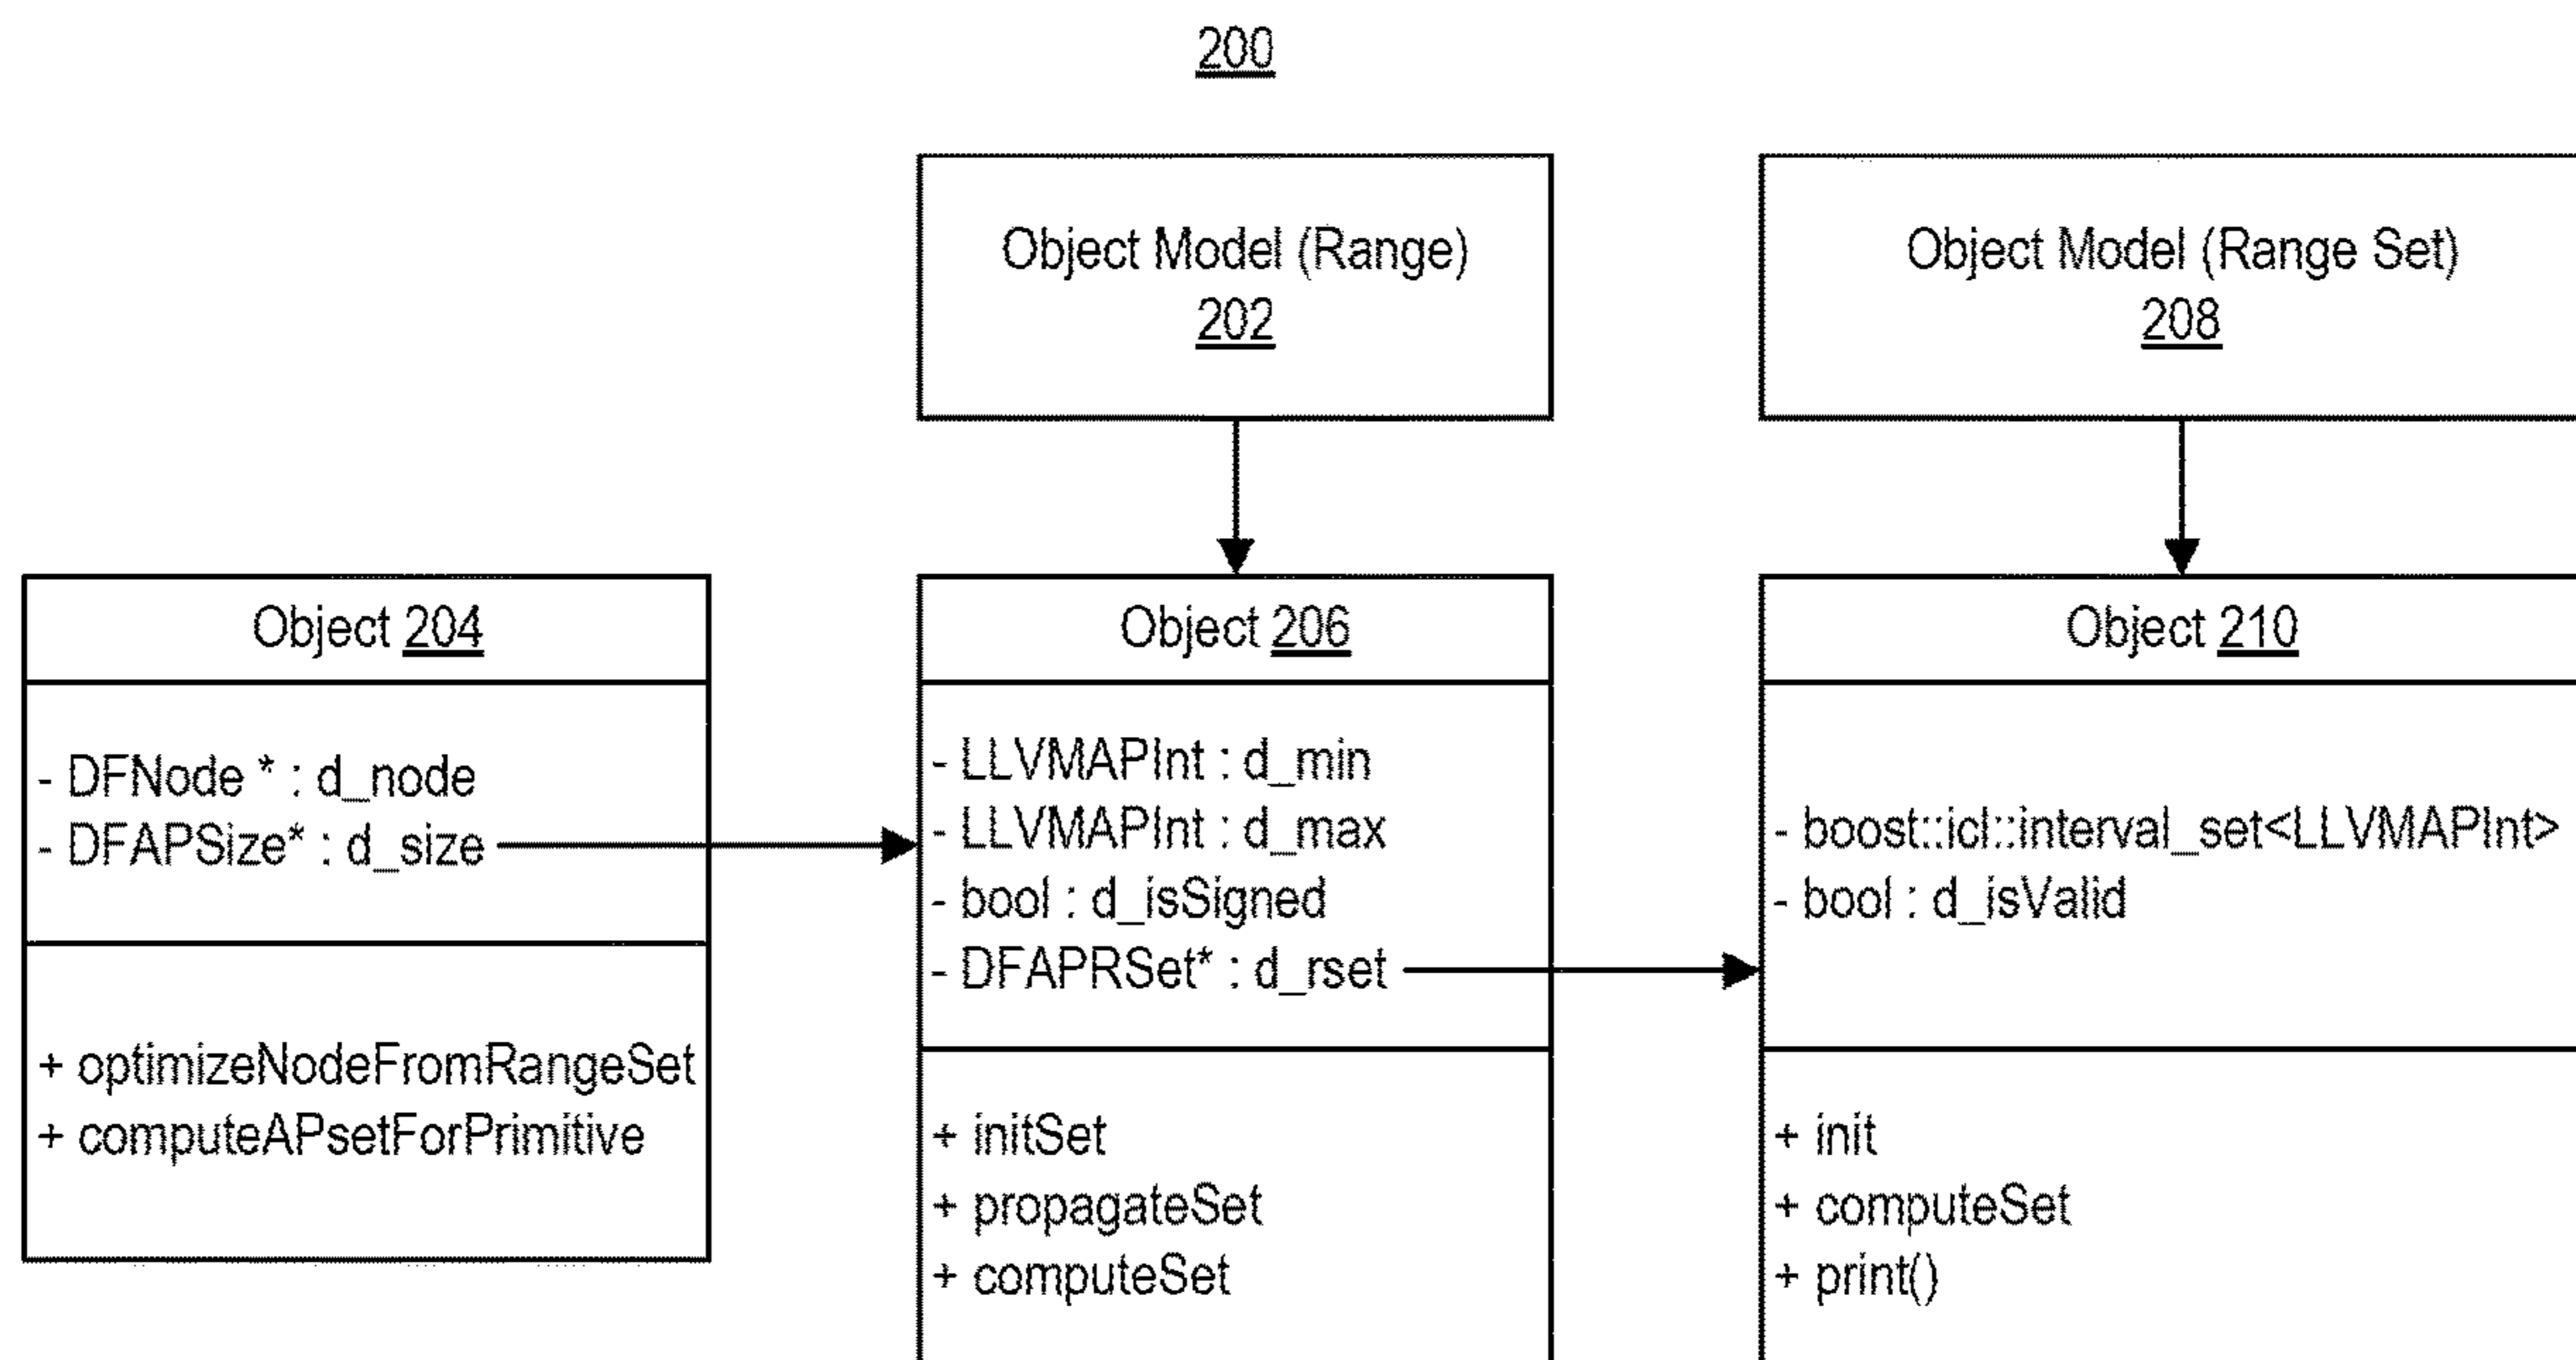 200
Object Model (Range)
202
Object Model (Range Set)
208
Object 204
- DFNode * : d_node
- DFAPSize* : d_size
+ optimizeNodeFromRangeSet
+ computeAPsetForPrimitive
Object 206
- LLVMAPInt : d_min
- LLVMAPInt : d_max
- bool : d_isSigned
- DFAPRSet* : d_rset
+ initSet
+ propagateSet
+ computeSet
Object 210
- boost::icl::interval_set<LLVMAPInt>
- bool : d_isValid
+ init
+ computeSet
+ print()